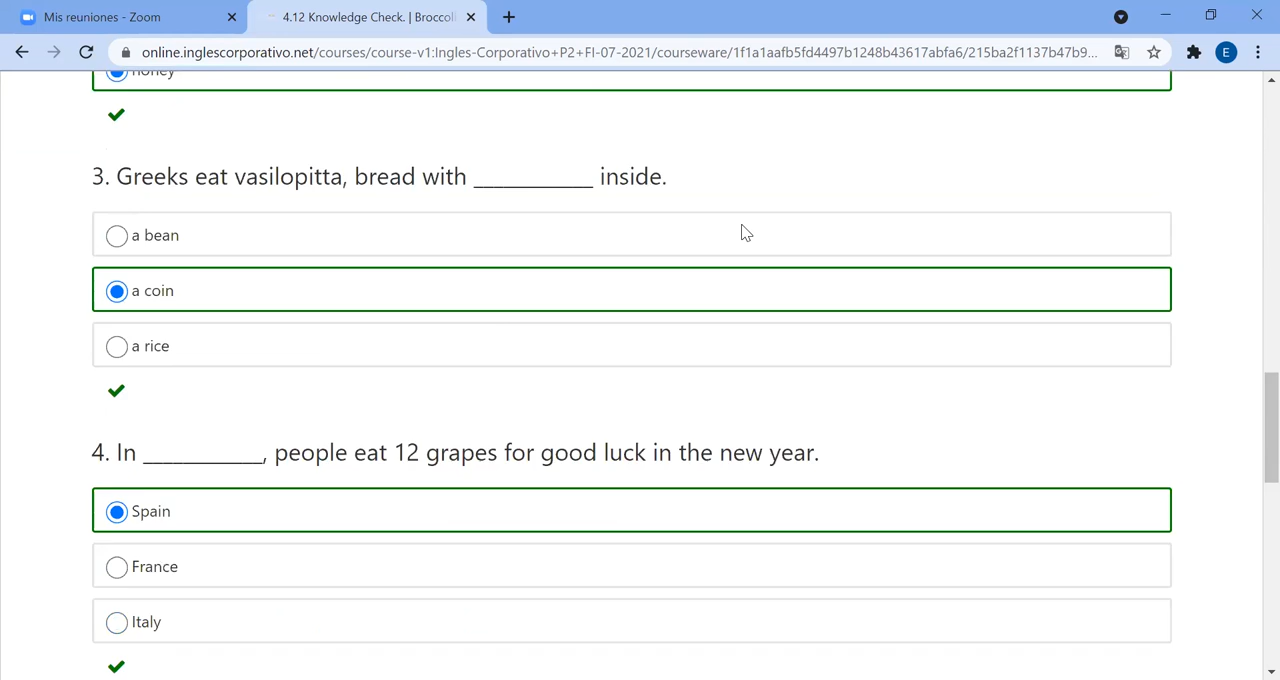 Mis reuniones - Zoom
4.12 Knowledge Check. | Broccoli
online.inglescorporativo.net/courses/course-v1:Ingles-Corporativo+P2+FI-07-2021/courseware/1f1a1aafb5fd4497b1248b43617abfa6/215ba2f1137b47b9...
E
honey
3. Greeks eat vasilopitta, bread with ___________ inside.
a bean
a coin
a rice
4. In ___________, people eat 12 grapes for good luck in the new year.
Spain
France
Italy